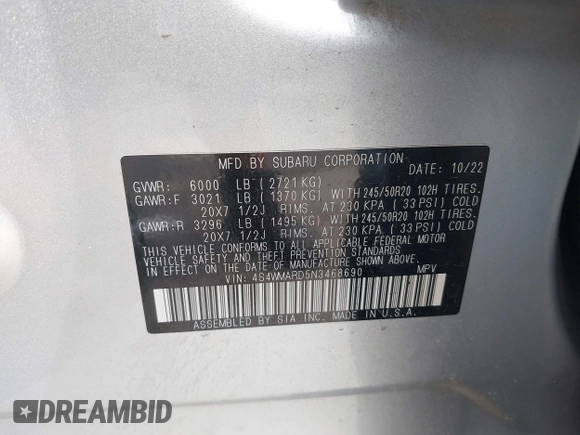 MFD BY SUBARU CORPORATION
DATE: 10/22
GVWR: 6000 LB ( 2721 KG)
GAWR:F 3021 LB ( 1370 KG) WITH 245/50R20 102H TIRES.
20X7 1/2J RIMS. AT 230 KPA ( 33 PSI) COLD
GAWR:R 3296 LB ( 1495 KG) WITH 245/50R20 102H TIRES.
20X7 1/2J RIMS. AT 230 KPA ( 33 PSI) COLD
THIS VEHICLE CONFORMS TO ALL APPLICABLE FEDERAL MOTOR
VEHICLE SAFETY, BUMPER, AND THEFT PREVENTION STANDARDS
IN EFFECT ON THE DATE OF MANUFACTURE SHOWN ABOVE.
VIN: 4S4WMARD5N3468690 MPV
ASSEMBLED BY SIA INC. MADE IN U.S.A.
DREAMBID